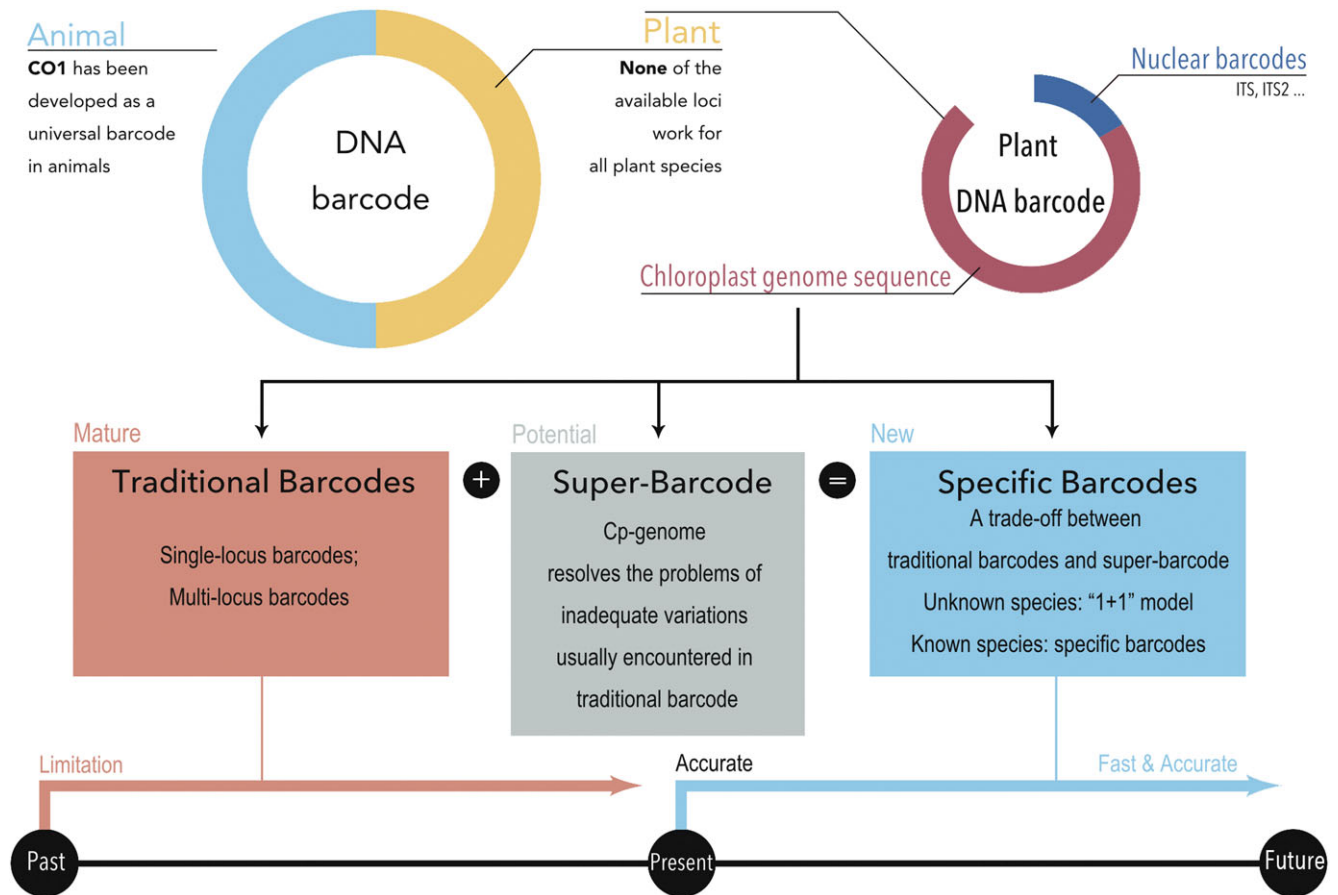 Animal
CO1 has been
developed as a
universal barcode
in animals
DNA
barcode
Plant
None of the
available loci
work for
all plant species
Nuclear barcodes
ITS, ITS2 ...
Plant
DNA barcode
Chloroplast genome sequence
Mature
Traditional Barcodes
Single-locus barcodes;
Multi-locus barcodes
+
Potential
Super-Barcode
Cp-genome
resolves the problems of
inadequate variations
usually encountered in
traditional barcode
=
New
Specific Barcodes
A trade-off between
traditional barcodes and super-barcode
Unknown species: “1+1” model
Known species: specific barcodes
Limitation
Accurate
Fast & Accurate
Past
Present
Future